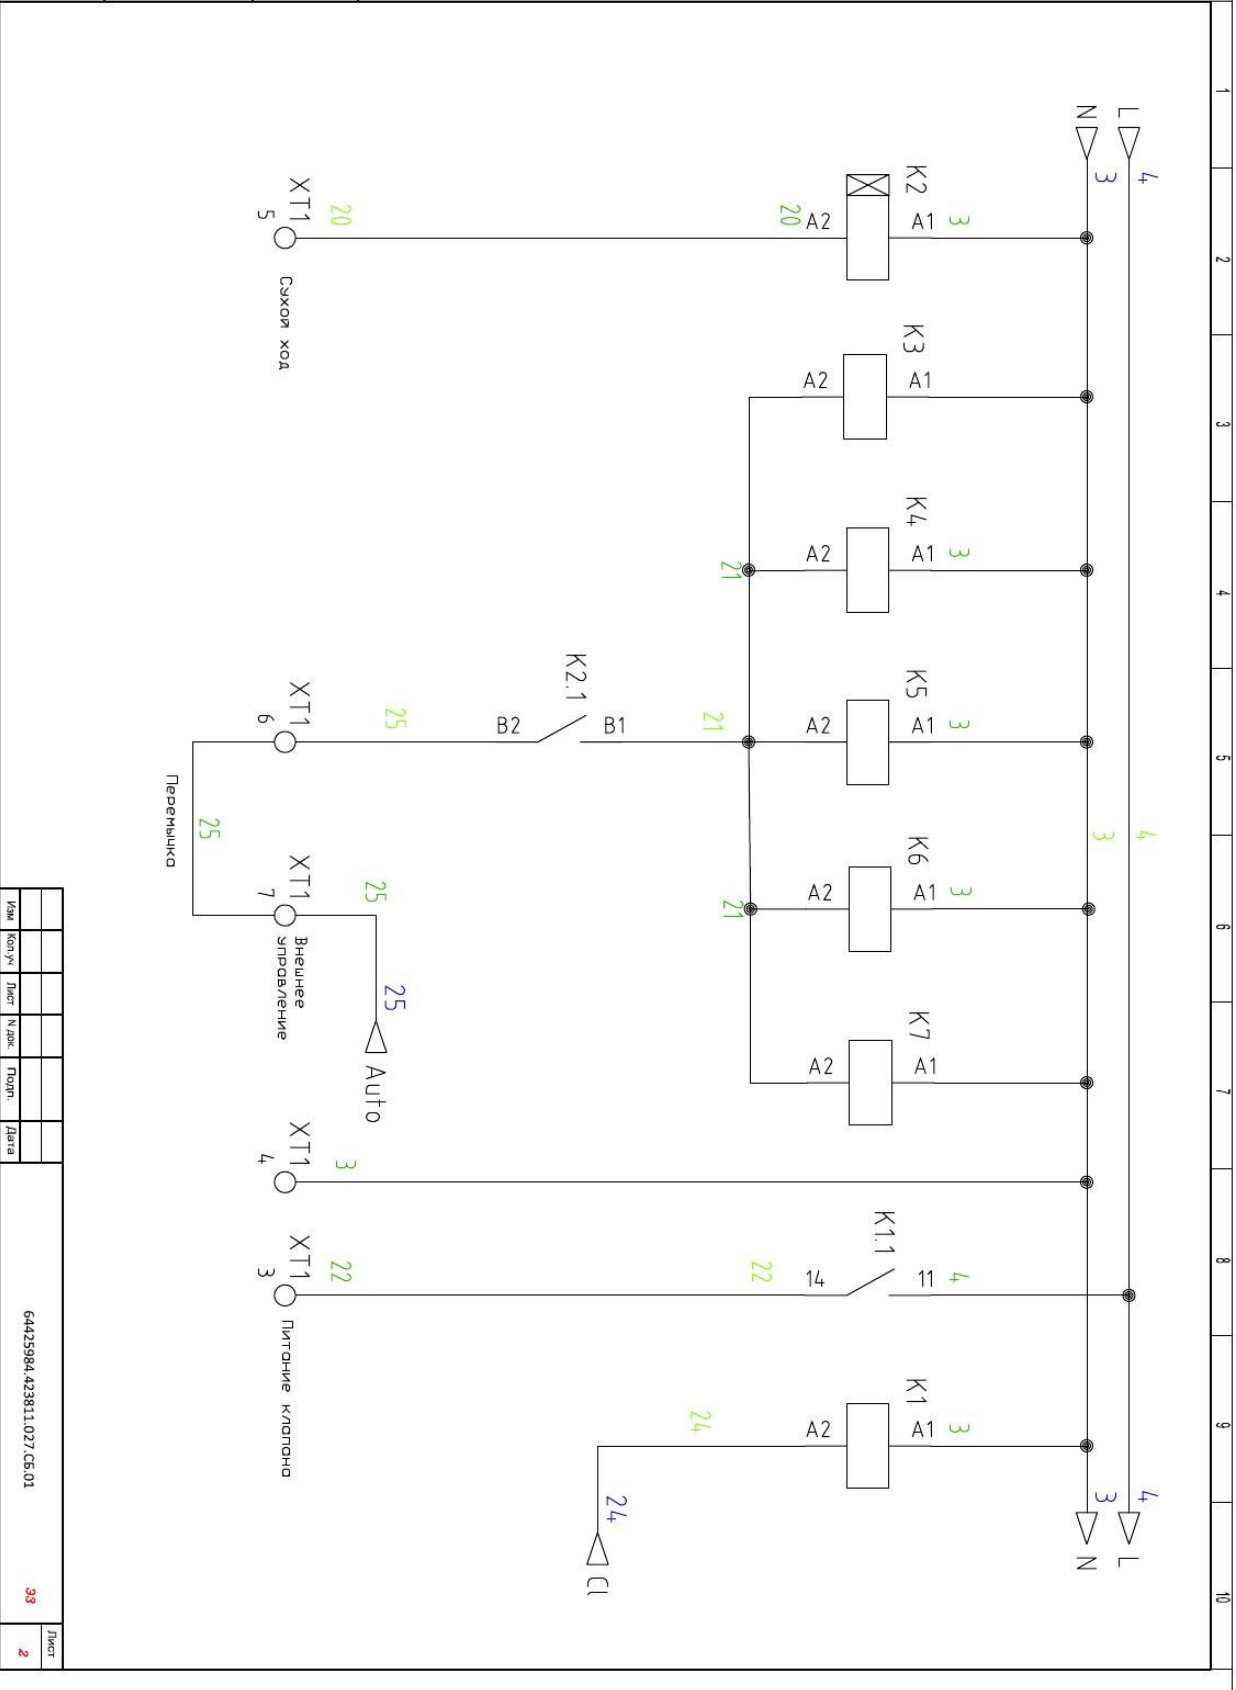 1
2
3
4
5
6
7
8
9
10
L
4
4
4
L
N
3
3
3
N
K2
A1
3
A2
20
K3
A1
A2
K4
A1
3
A2
21
K5
A1
3
A2
21
K6
A1
3
A2
21
K7
A1
A2
K1.1
11
4
14
22
K1
A1
3
A2
24
24
Cl
K2.1
B1
B2
25
25
Auto
25
20
XT1
5
Сухой ход
XT1
6
25
Перемычка
XT1
7
Внешнее
управление
3
XT1
4
22
XT1
3
Питание клапана
Изм Кол.уч Лист N док. Подп. Дата
64425984.423811.027.СБ.01
ЭЗ
Лист
2